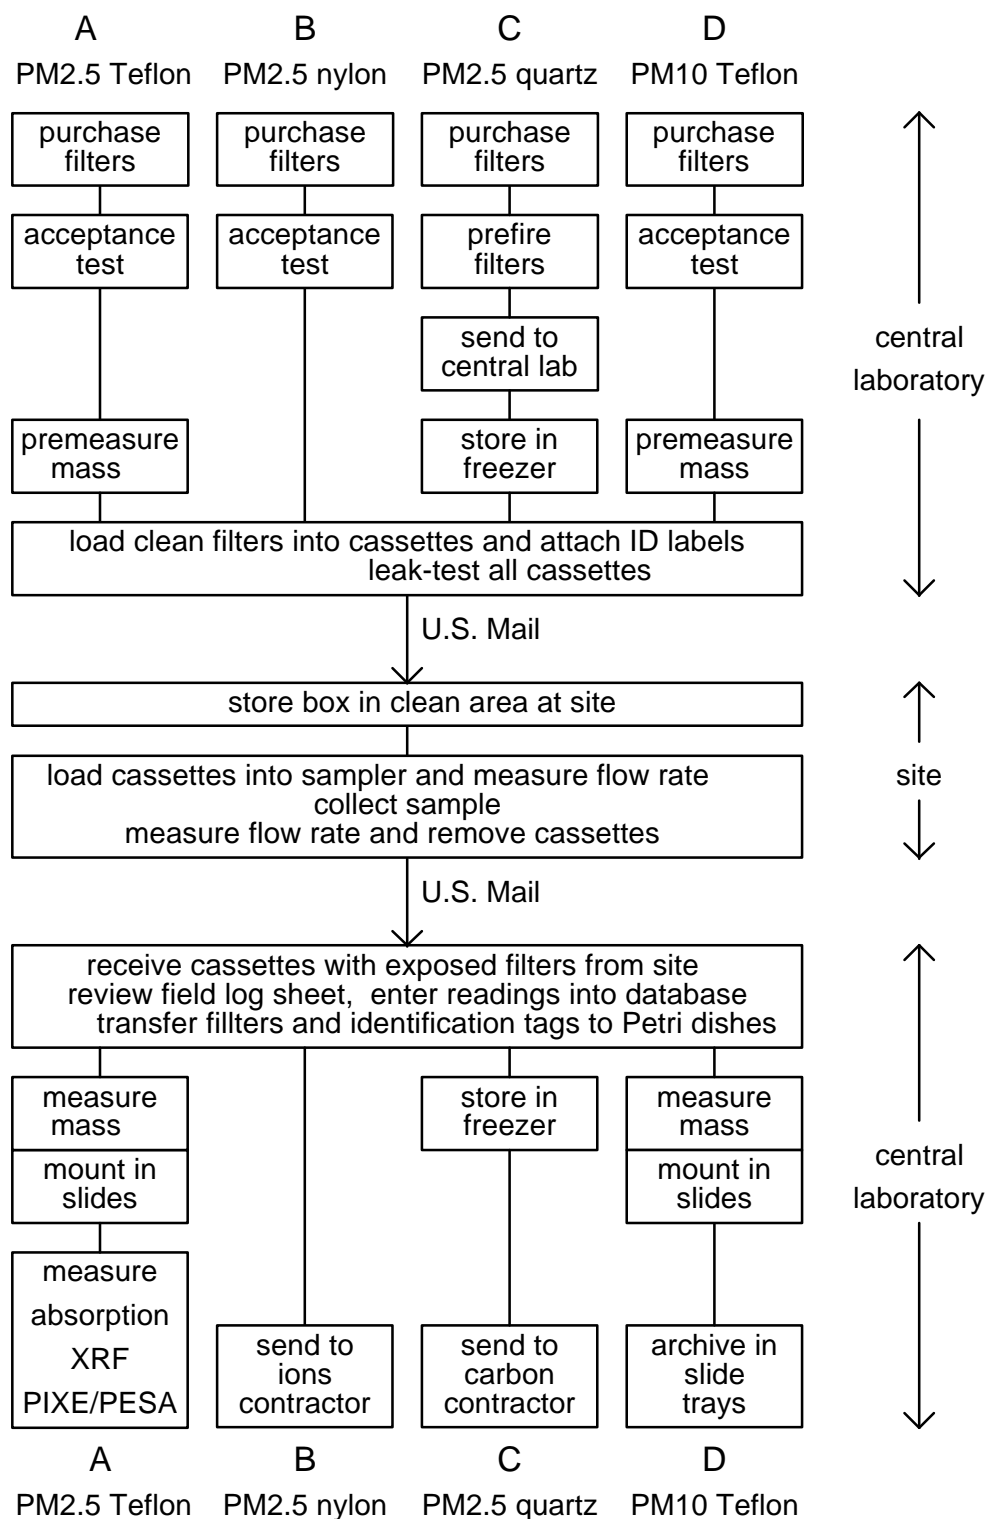 A
B
C
D
PM2.5 Teflon
PM2.5 nylon
PM2.5 quartz
PM10 Teflon
purchase
filters
purchase
filters
purchase
filters
purchase
filters
acceptance
test
acceptance
test
prefire
filters
acceptance
test
send to
central lab
central
laboratory
premeasure
mass
store in
freezer
premeasure
mass
load clean filters into cassettes and attach ID labels
leak-test all cassettes
U.S. Mail
store box in clean area at site
load cassettes into sampler and measure flow rate
collect sample
measure flow rate and remove cassettes
site
U.S. Mail
receive cassettes with exposed filters from site
review field log sheet,  enter readings into database
transfer fillters and identification tags to Petri dishes
measure
mass
store in
freezer
measure
mass
mount in
slides
mount in
slides
central
laboratory
measure
absorption
XRF
PIXE/PESA
send to
ions
contractor
send to
carbon
contractor
archive in
slide
trays
A
B
C
D
PM2.5 Teflon
PM2.5 nylon
PM2.5 quartz
PM10 Teflon